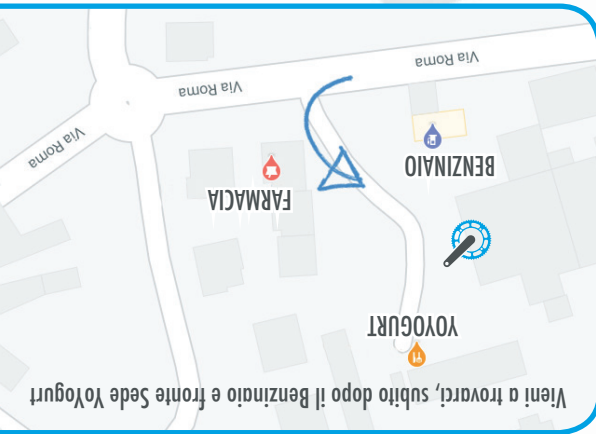 Vieni a trovarci, subito dopo il Benzinaio e fronte Sede YoYogurt
YOYOGURT
FARMACIA
BENZINAIO
Via Roma
Via Roma
Via Roma